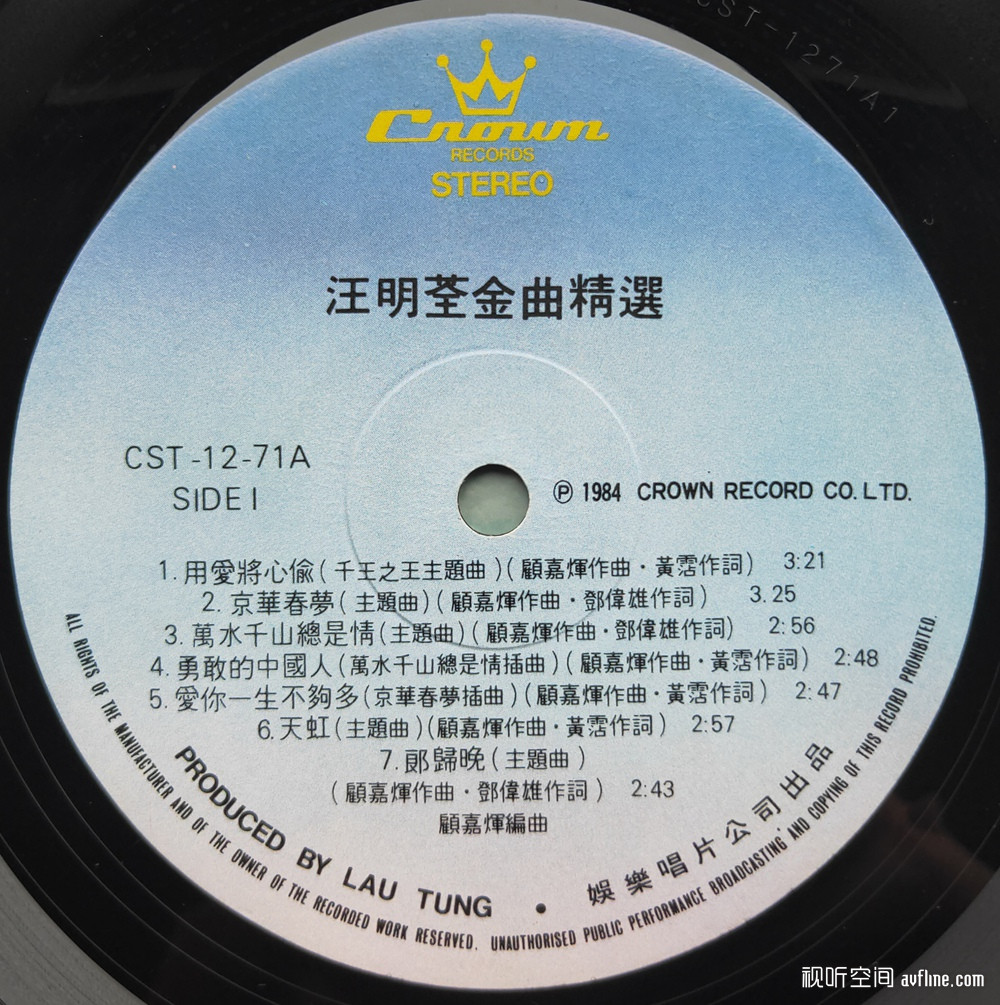 CST-1271A1
Crown
RECORDS
STEREO
汪明荃金曲精選
CST-12-71A
SIDE I
Ⓟ 1984 CROWN RECORD CO. LTD.
1. 用愛將心偷(千王之王主題曲)(顧嘉煇作曲·黃霑作詞) 3:21
2. 京華春夢(主題曲)(顧嘉煇作曲·鄧偉雄作詞) 3.25
3. 萬水千山總是情(主題曲)(顧嘉煇作曲·鄧偉雄作詞) 2:56
4. 勇敢的中國人(萬水千山總是情插曲)(顧嘉煇作曲·黃霑作詞) 2:48
5. 愛你一生不夠多(京華春夢插曲)(顧嘉煇作曲·黃霑作詞) 2:47
6. 天虹(主題曲)(顧嘉煇作曲·黃霑作詞) 2:57
7. 郞歸晚(主題曲)
(顧嘉煇作曲·鄧偉雄作詞) 2:43
顧嘉煇編曲
PRODUCED BY LAU TUNG • 娛樂唱片公司出品
ALL RIGHTS OF THE MANUFACTURER AND OF THE OWNER OF THE RECORDED WORK RESERVED. UNAUTHORISED PUBLIC PERFORMANCE BROADCASTING AND COPYING OF THIS RECORD PROHIBITED.
视听空间 avfline.com